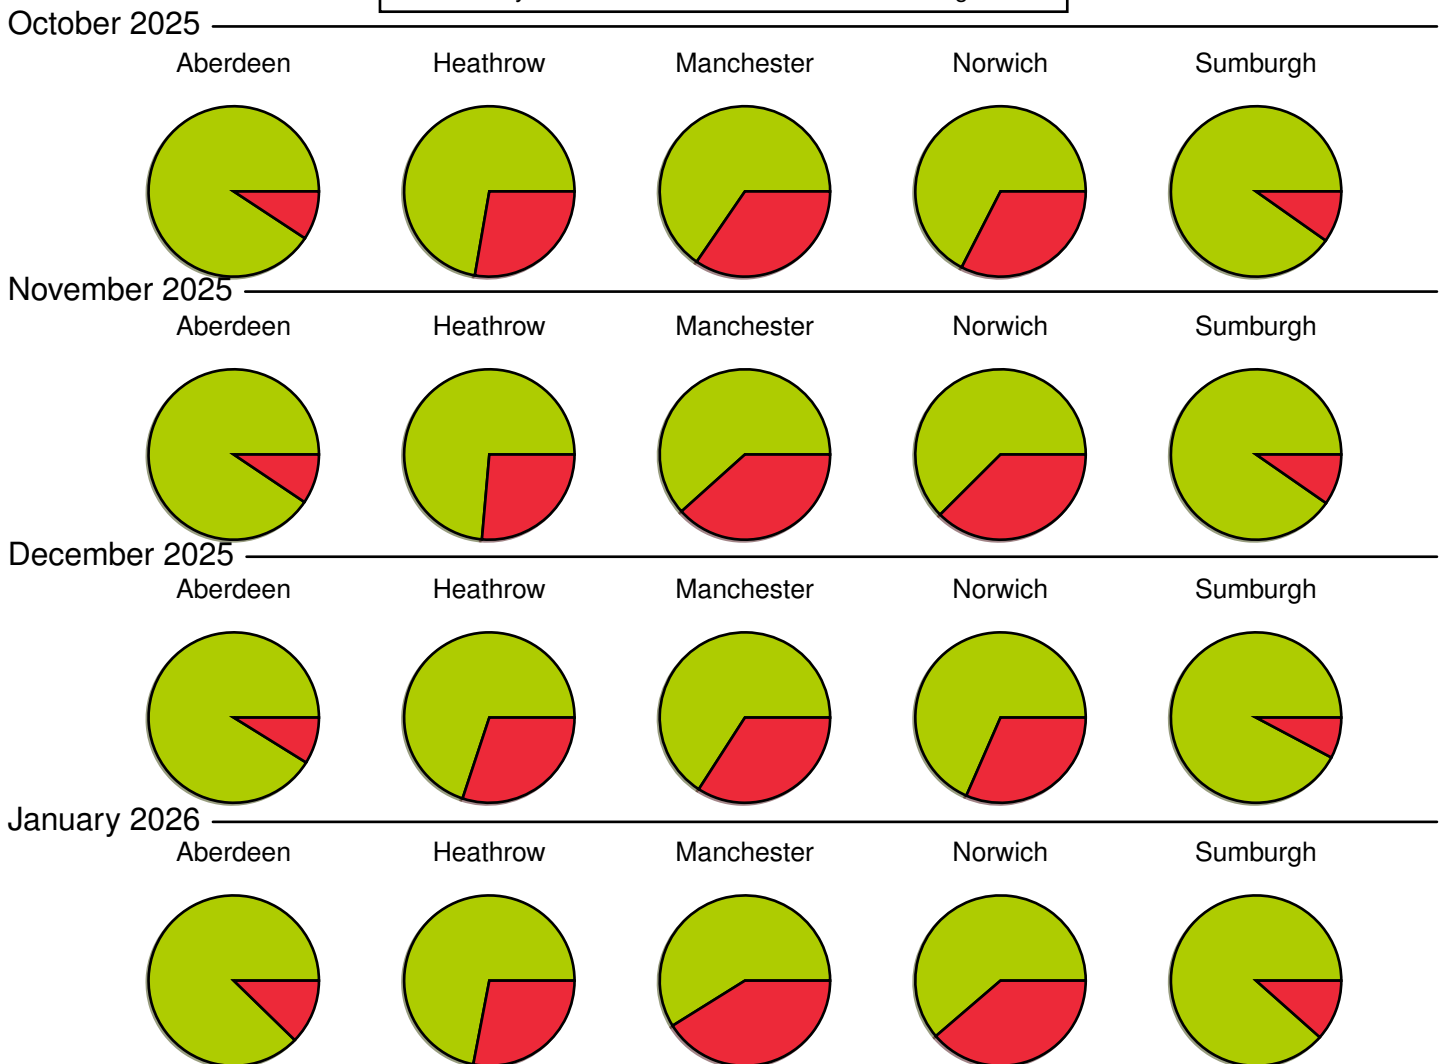 October 2025
Aberdeen Heathrow Manchester Norwich Sumburgh
November 2025
Aberdeen Heathrow Manchester Norwich Sumburgh
December 2025
Aberdeen Heathrow Manchester Norwich Sumburgh
January 2026
Aberdeen Heathrow Manchester Norwich Sumburgh